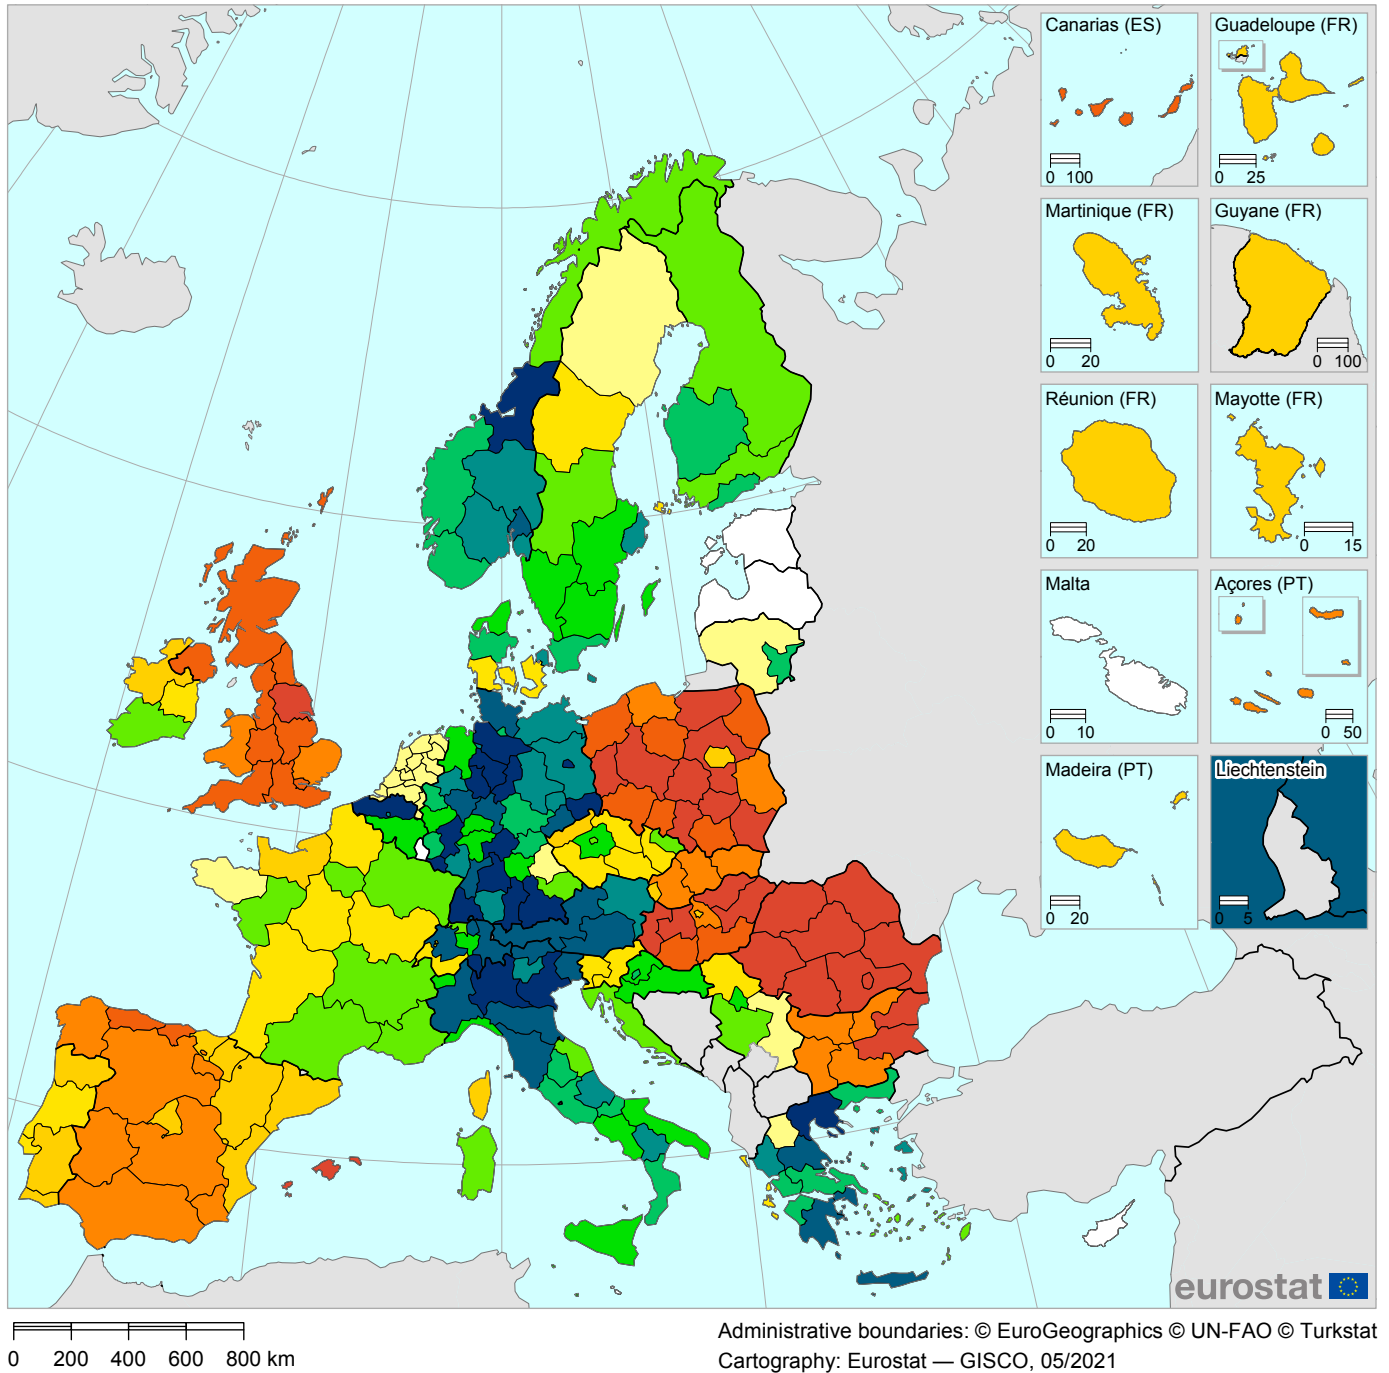 Canarias (ES)
0 100
Guadeloupe (FR)
0 25
Martinique (FR)
0 20
Guyane (FR)
0 100
Réunion (FR)
0 20
Mayotte (FR)
0 15
Malta
0 10
Açores (PT)
0 50
Madeira (PT)
0 20
Liechtenstein
0 5
eurostat
0 200 400 600 800 km
Administrative boundaries: © EuroGeographics © UN-FAO © Turkstat
Cartography: Eurostat — GISCO, 05/2021